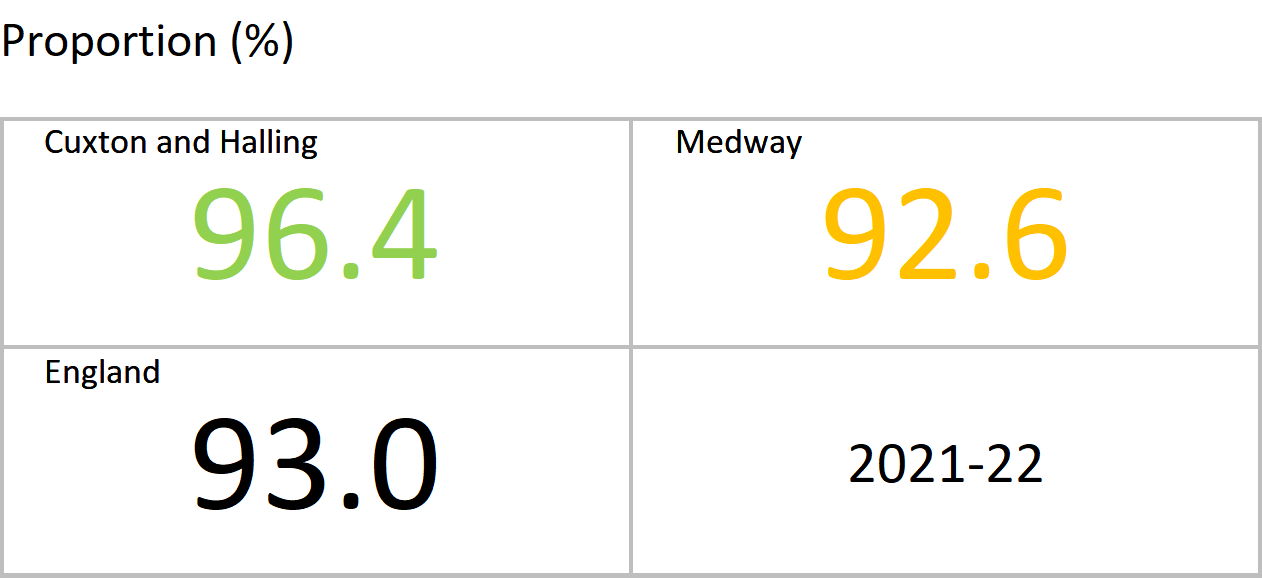 Proportion (%)
Cuxton and Halling
96.4
Medway
92.6
England
93.0
2021-22